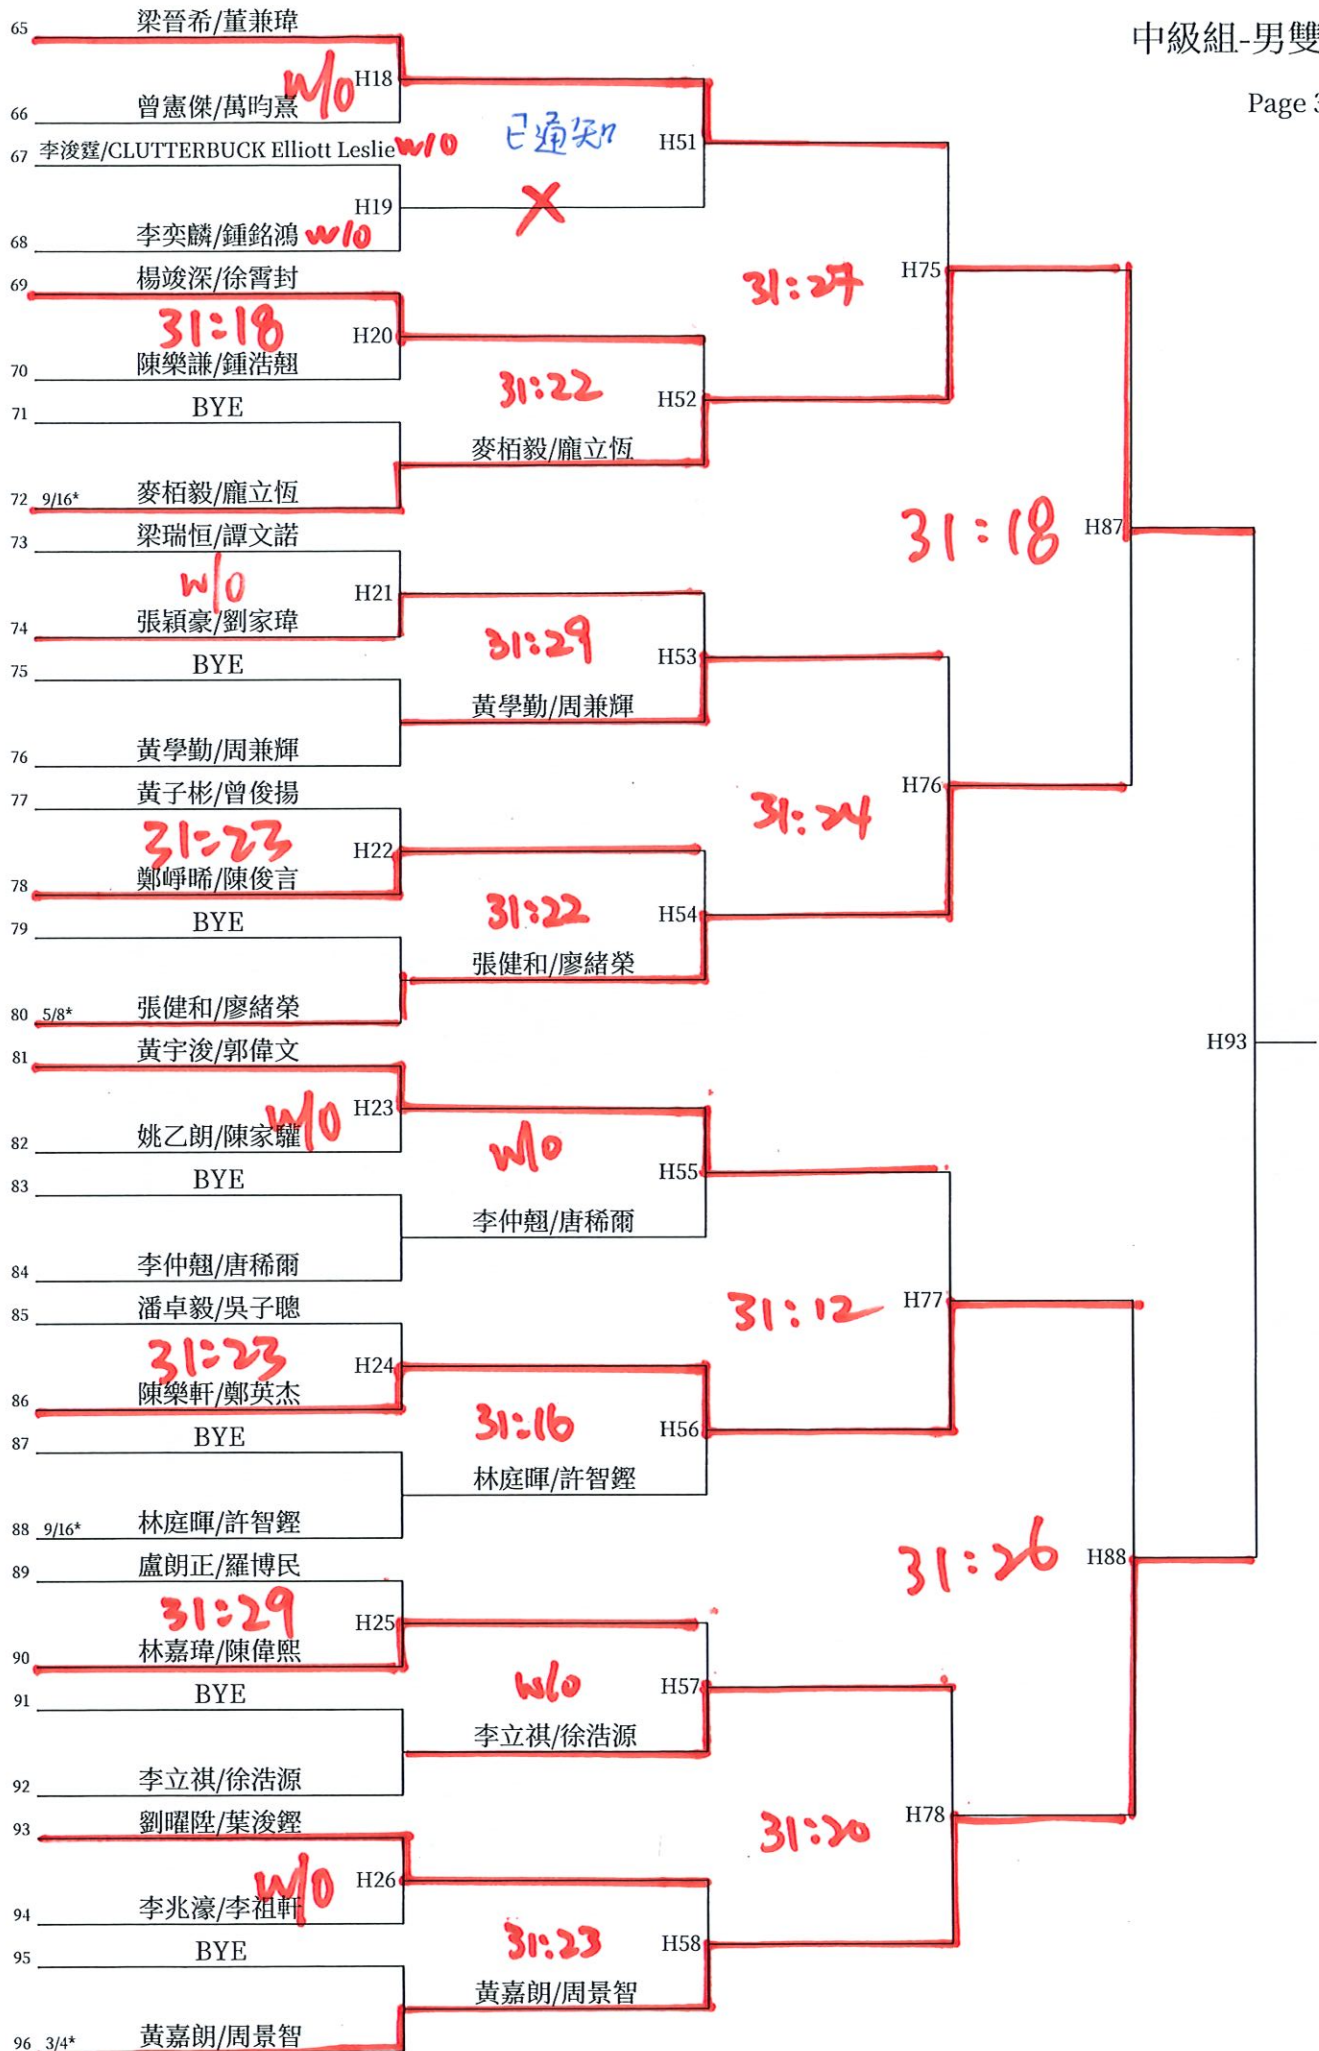 中級組-男雙
Page 3
65 梁晉希/董兼瑋
W/O H18
66 曾憲傑/萬昀熹
已通知 H51
67 李浚霆/CLUTTERBUCK Elliott Leslie W/O
H19 X
68 李奕麟/鍾銘鴻 W/O
31:27 H75
69 楊竣深/徐霄封
31:18 H20
70 陳樂謙/鍾浩翹
31:22 H52
71 BYE
麥栢毅/龐立恆
72 9/16* 麥栢毅/龐立恆
31:18 H87
73 梁瑞恒/譚文諾
W/O H21
74 張穎豪/劉家瑋
31:29 H53
75 BYE
黃學勤/周兼輝
76 黃學勤/周兼輝
31:24 H76
77 黃子彬/曾俊揚
31:23 H22
78 鄭崢晞/陳俊言
31:22 H54
79 BYE
張健和/廖緒榮
80 5/8* 張健和/廖緒榮
H93
81 黃宇浚/郭偉文
W/O H23
82 姚乙朗/陳家驩
W/O H55
83 BYE
李仲翹/唐稀爾
84 李仲翹/唐稀爾
31:12 H77
85 潘卓毅/吳子聰
31:23 H24
86 陳樂軒/鄭英杰
31:16 H56
87 BYE
林庭暉/許智鏗
88 9/16* 林庭暉/許智鏗
31:26 H88
89 盧朗正/羅博民
31:29 H25
90 林嘉瑋/陳偉熙
W/O H57
91 BYE
李立祺/徐浩源
92 李立祺/徐浩源
31:20 H78
93 劉曜陞/葉浚鏗
W/O H26
94 李兆濠/李祖軒
31:23 H58
95 BYE
黃嘉朗/周景智
96 3/4* 黃嘉朗/周景智